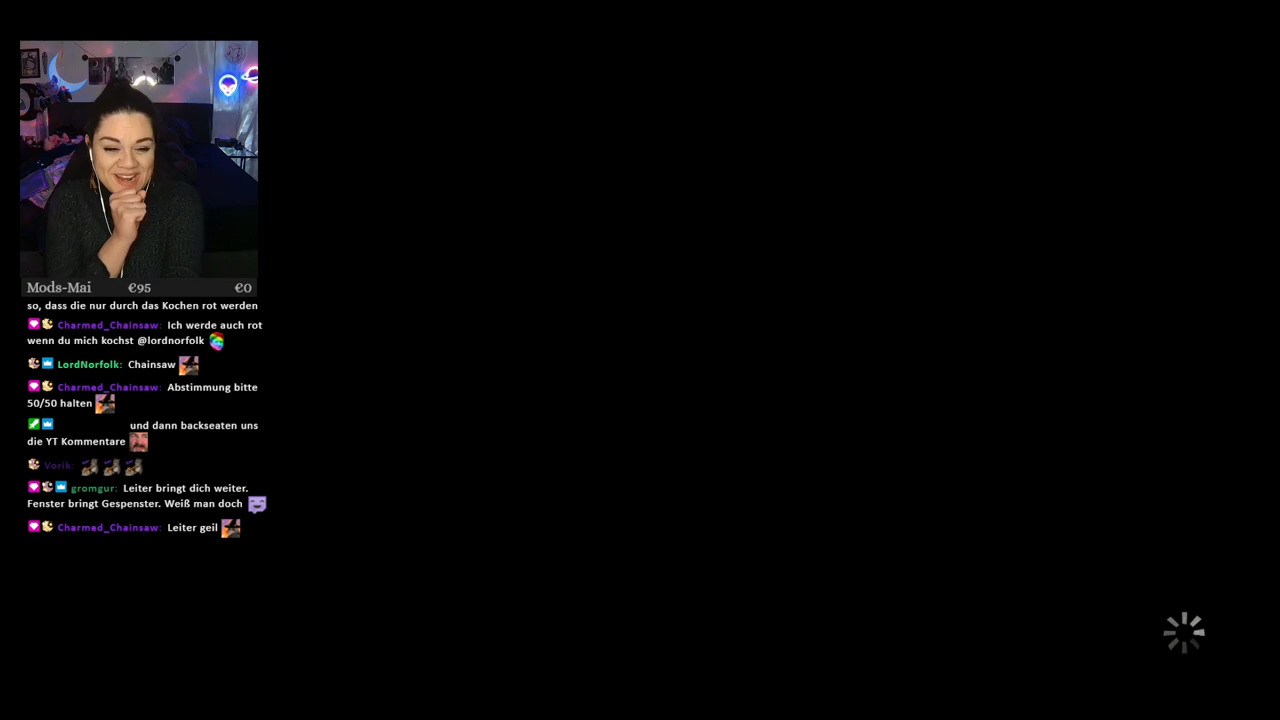 Mods-Mai €95 €0
so, dass die nur durch das Kochen rot werden
Charmed_Chainsaw: Ich werde auch rot
wenn du mich kochst @lordnorfolk
LordNorfolk: Chainsaw
Charmed_Chainsaw: Abstimmung bitte
50/50 halten
und dann backseaten uns
die YT Kommentare
Vorik:
gromgur: Leiter bringt dich weiter.
Fenster bringt Gespenster. Weiß man doch
Charmed_Chainsaw: Leiter geil